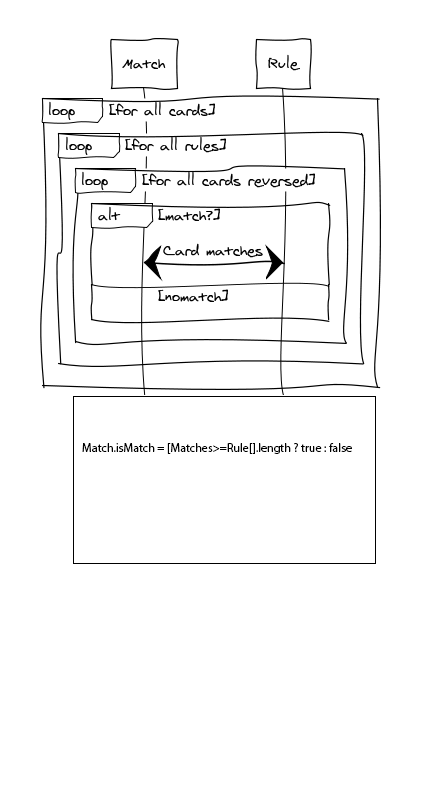 Match
Rule
loop [for all cards]
loop [for all rules]
loop [for all cards reversed]
alt [match?]
Card matches
[nomatch]
Match.isMatch = [Matches>=Rule[].length ? true : false